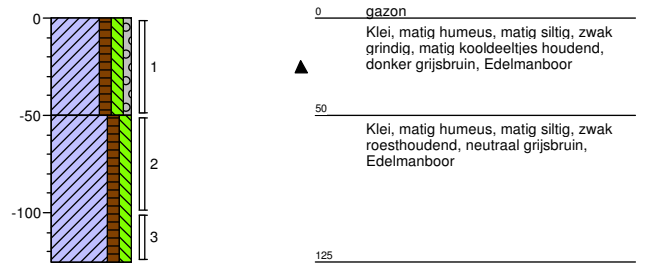 0
-50
-100
1
2
3
0
gazon
Klei, matig humeus, matig siltig, zwak
grindig, matig kooldeeltjes houdend,
donker grijsbruin, Edelmanboor
50
Klei, matig humeus, matig siltig, zwak
roesthoudend, neutraal grijsbruin,
Edelmanboor
125